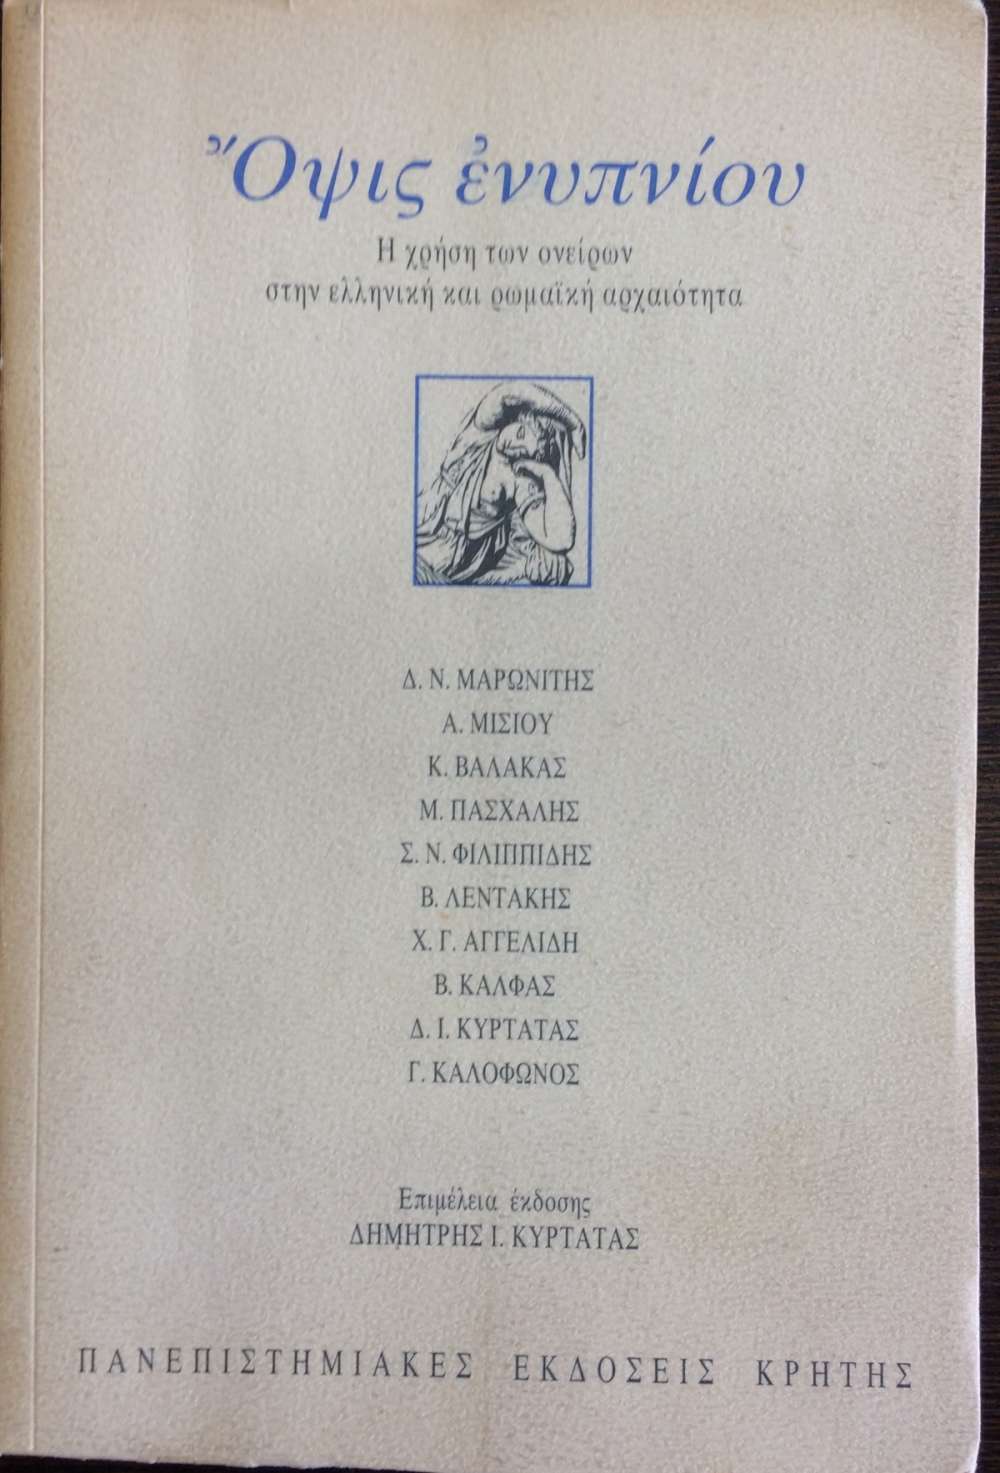 Ὄψις ἐνυπνίου
Η χρήση των ονείρων
στην ελληνική και ρωμαϊκή αρχαιότητα
Δ. Ν. ΜΑΡΩΝΙΤΗΣ
Α. ΜΙΣΙΟΥ
Κ. ΒΑΛΑΚΑΣ
Μ. ΠΑΣΧΑΛΗΣ
Σ. Ν. ΦΙΛΙΠΠΙΔΗΣ
Β. ΛΕΝΤΑΚΗΣ
Χ. Γ. ΑΓΓΕΛΙΔΗ
Β. ΚΑΛΦΑΣ
Δ. Ι. ΚΥΡΤΑΤΑΣ
Γ. ΚΑΛΟΦΩΝΟΣ
Επιμέλεια έκδοσης
ΔΗΜΗΤΡΗΣ Ι. ΚΥΡΤΑΤΑΣ
ΠΑΝΕΠΙΣΤΗΜΙΑΚΕΣ ΕΚΔΟΣΕΙΣ ΚΡΗΤΗΣ